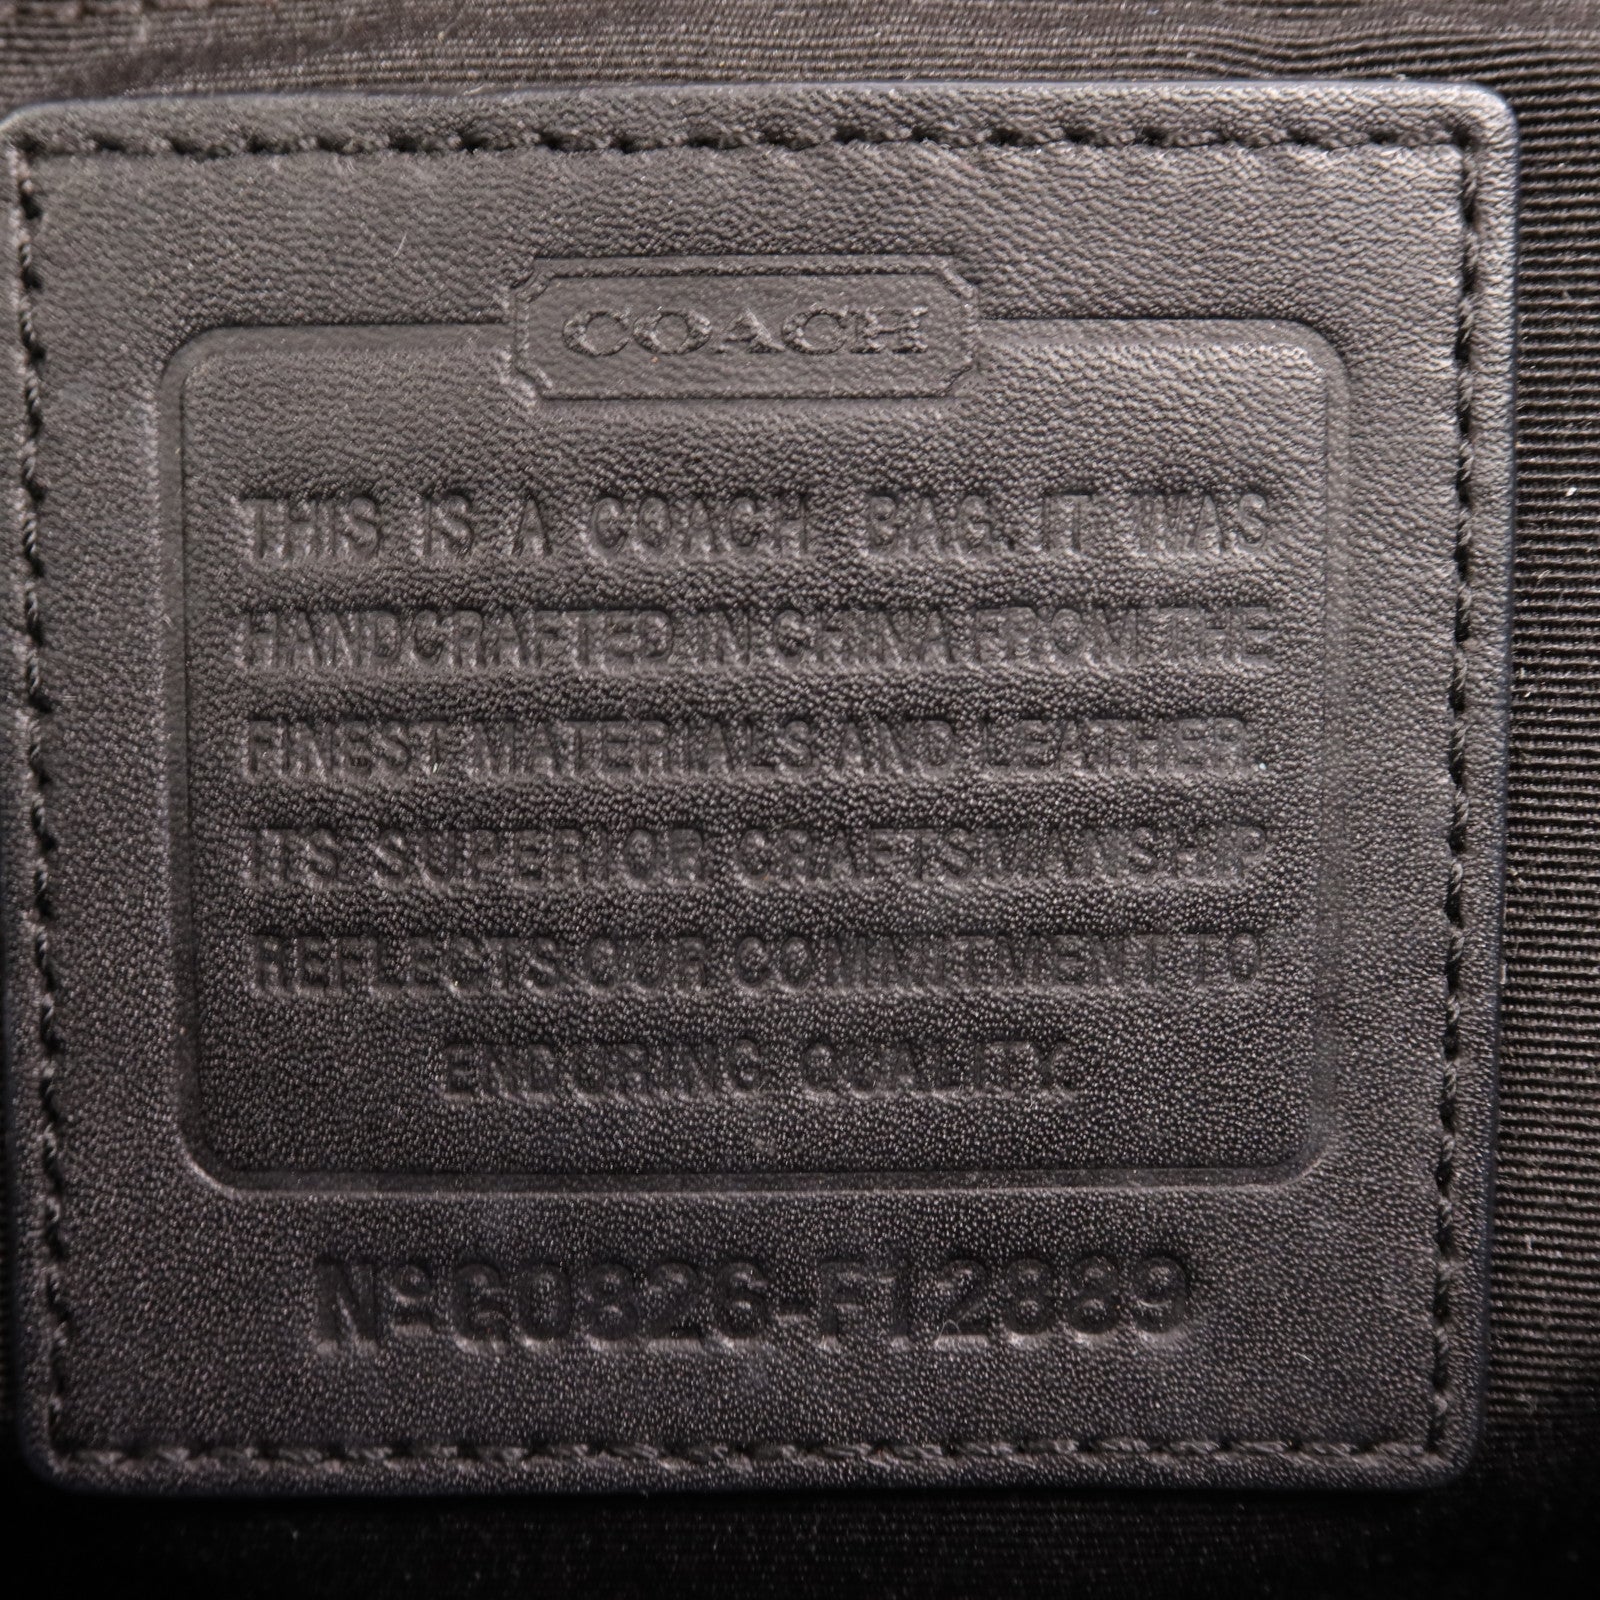 COACH
THIS IS A COACH BAG. IT WAS
HANDCRAFTED IN CHINA FROM THE
FINEST MATERIALS AND LEATHER.
ITS SUPERIOR CRAFTSMANSHIP
REFLECTS OUR COMMITMENT TO
ENDURING QUALITY.
Nº G0826-F12889